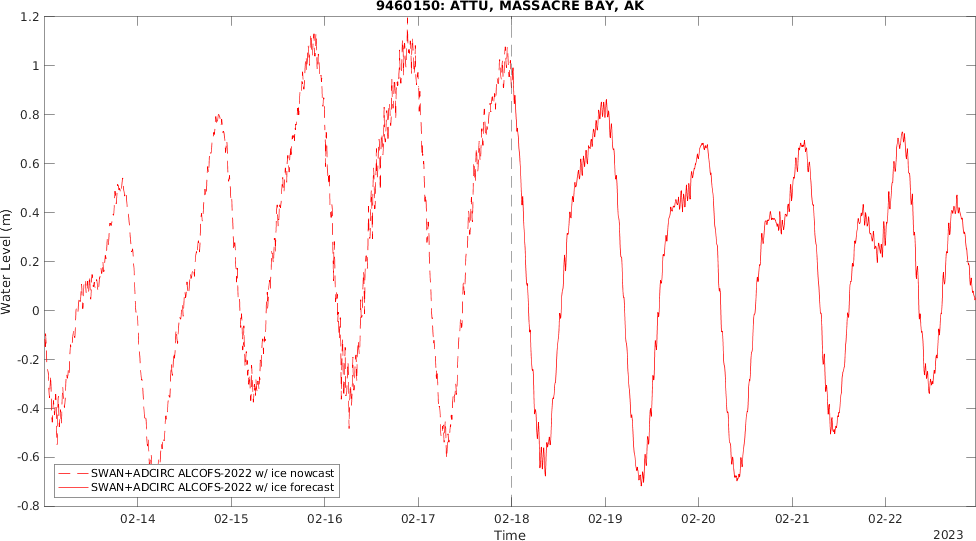 9460150: ATTU, MASSACRE BAY, AK
1.2
1
0.8
0.6
0.4
0.2
0
-0.2
-0.4
-0.6
-0.8
Water Level (m)
SWAN+ADCIRC ALCOFS-2022 w/ ice nowcast
SWAN+ADCIRC ALCOFS-2022 w/ ice forecast
02-14 02-15 02-16 02-17 02-18 02-19 02-20 02-21 02-22
Time
2023